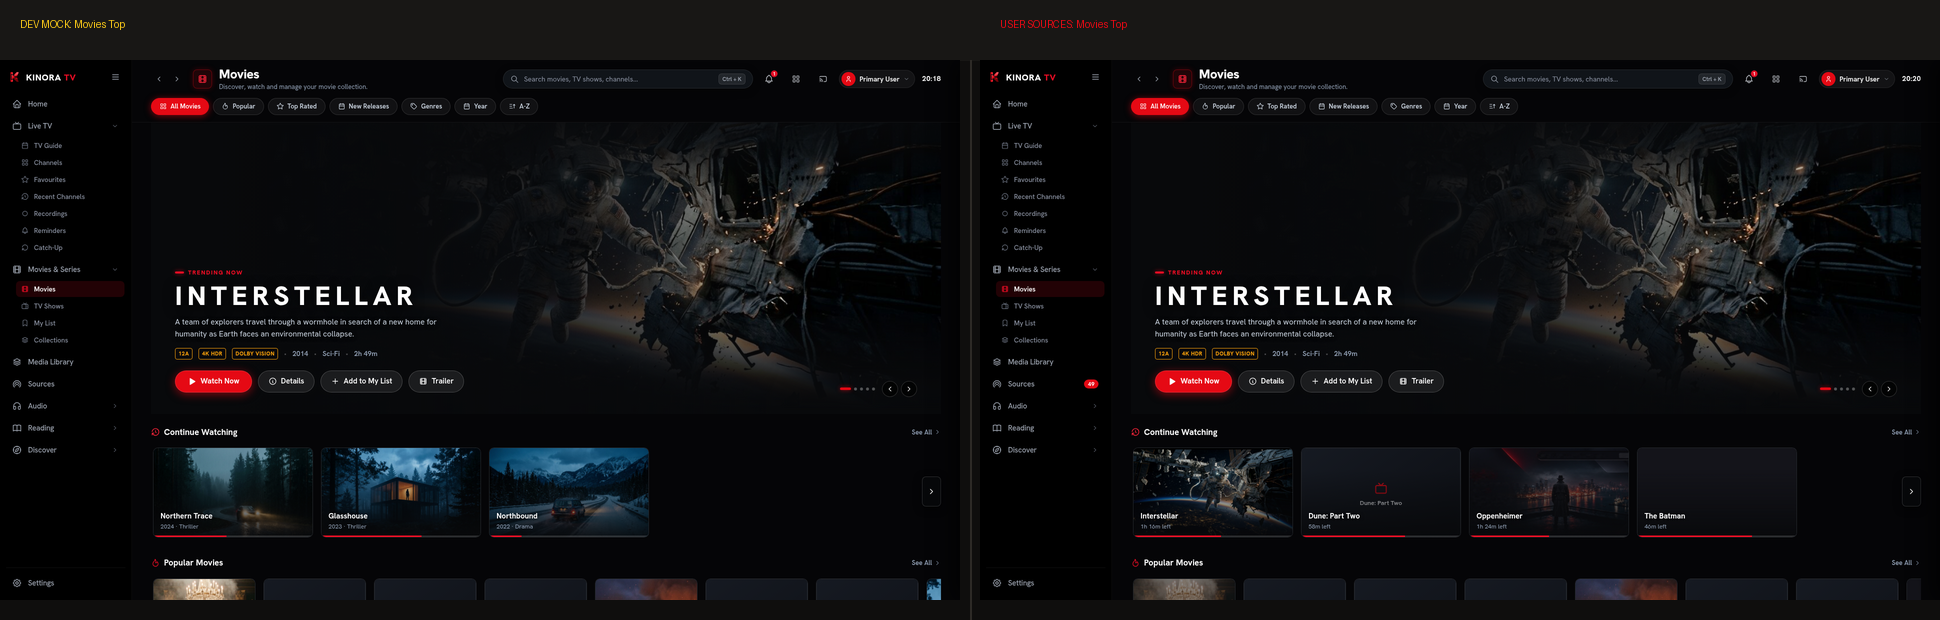 DEV MOCK: Movies Top
KINORA TV
Home
Live TV
TV Guide
Channels
Favourites
Recent Channels
Recordings
Reminders
Catch-Up
Movies & Series
Movies
TV Shows
My List
Collections
Media Library
Sources
Audio
Reading
Discover
Settings
Movies
Discover, watch and manage your movie collection.
Search movies, TV shows, channels...
Ctrl + K
1
Primary User
20:18
All Movies
Popular
Top Rated
New Releases
Genres
Year
A-Z
TRENDING NOW
INTERSTELLAR
A team of explorers travel through a wormhole in search of a new home for
humanity as Earth faces an environmental collapse.
12A 4K HDR DOLBY VISION · 2014 · Sci-Fi · 2h 49m
Watch Now
Details
Add to My List
Trailer
Continue Watching
See All
Northern Trace
2024 · Thriller
Glasshouse
2023 · Thriller
Northbound
2022 · Drama
Popular Movies
See All
USER SOURCES: Movies Top
KINORA TV
Home
Live TV
TV Guide
Channels
Favourites
Recent Channels
Recordings
Reminders
Catch-Up
Movies & Series
Movies
TV Shows
My List
Collections
Media Library
Sources
49
Audio
Reading
Discover
Settings
Movies
Discover, watch and manage your movie collection.
Search movies, TV shows, channels...
Ctrl + K
1
Primary User
20:20
All Movies
Popular
Top Rated
New Releases
Genres
Year
A-Z
TRENDING NOW
INTERSTELLAR
A team of explorers travel through a wormhole in search of a new home for
humanity as Earth faces an environmental collapse.
12A 4K HDR DOLBY VISION · 2014 · Sci-Fi · 2h 49m
Watch Now
Details
Add to My List
Trailer
Continue Watching
See All
Interstellar
1h 16m left
Dune: Part Two
Dune: Part Two
58m left
Oppenheimer
1h 24m left
The Batman
46m left
Popular Movies
See All